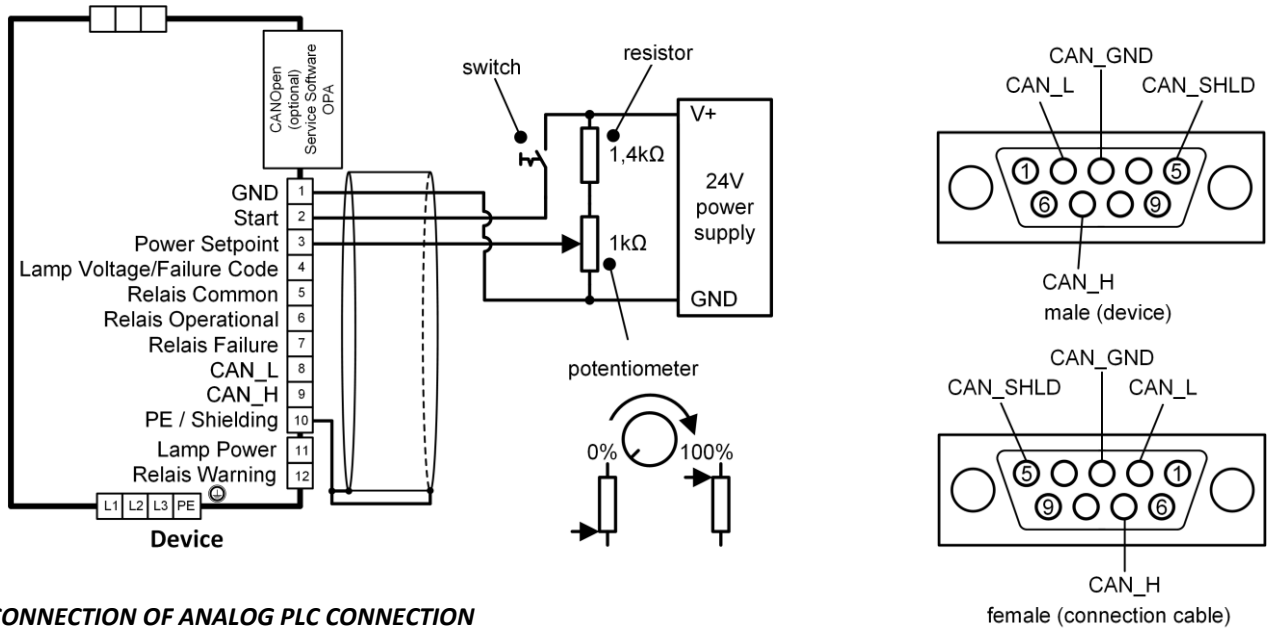 CANOpen
(optional)
Service Software
OPA
GND 1
Start 2
Power Setpoint 3
Lamp Voltage/Failure Code 4
Relais Common 5
Relais Operational 6
Relais Failure 7
CAN_L 8
CAN_H 9
PE / Shielding 10
Lamp Power 11
Relais Warning 12
L1 L2 L3 PE
Device
switch
resistor
1,4kΩ
1kΩ
V+
24V
power
supply
GND
potentiometer
0% 100%
CAN_GND
CAN_L CAN_SHLD
1 5
6 9
CAN_H
male (device)
CAN_GND
CAN_SHLD CAN_L
5 1
9 6
CAN_H
female (connection cable)
ONNECTION OF ANALOG PLC CONNECTION